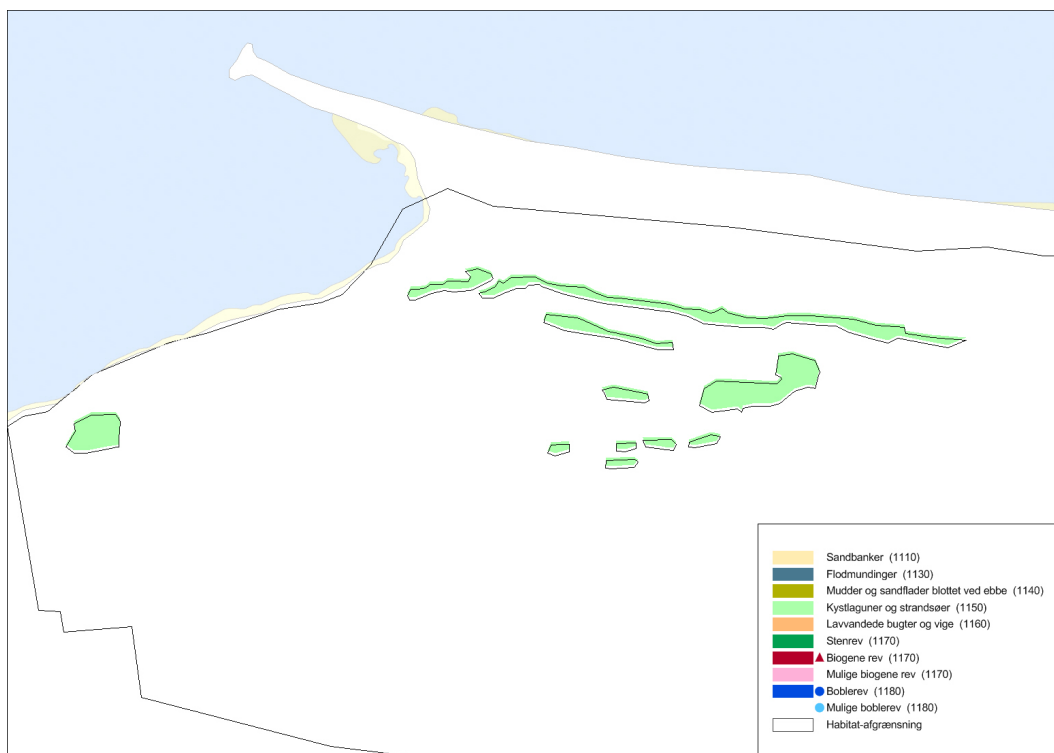 Sandbanker (1110)
Flodmundinger (1130)
Mudder og sandflader blottet ved ebbe (1140)
Kystlaguner og strandsøer (1150)
Lavvandede bugter og vige (1160)
Stenrev (1170)
Biogene rev (1170)
Mulige biogene rev (1170)
Boblerev (1180)
Mulige boblerev (1180)
Habitat-afgrænsning